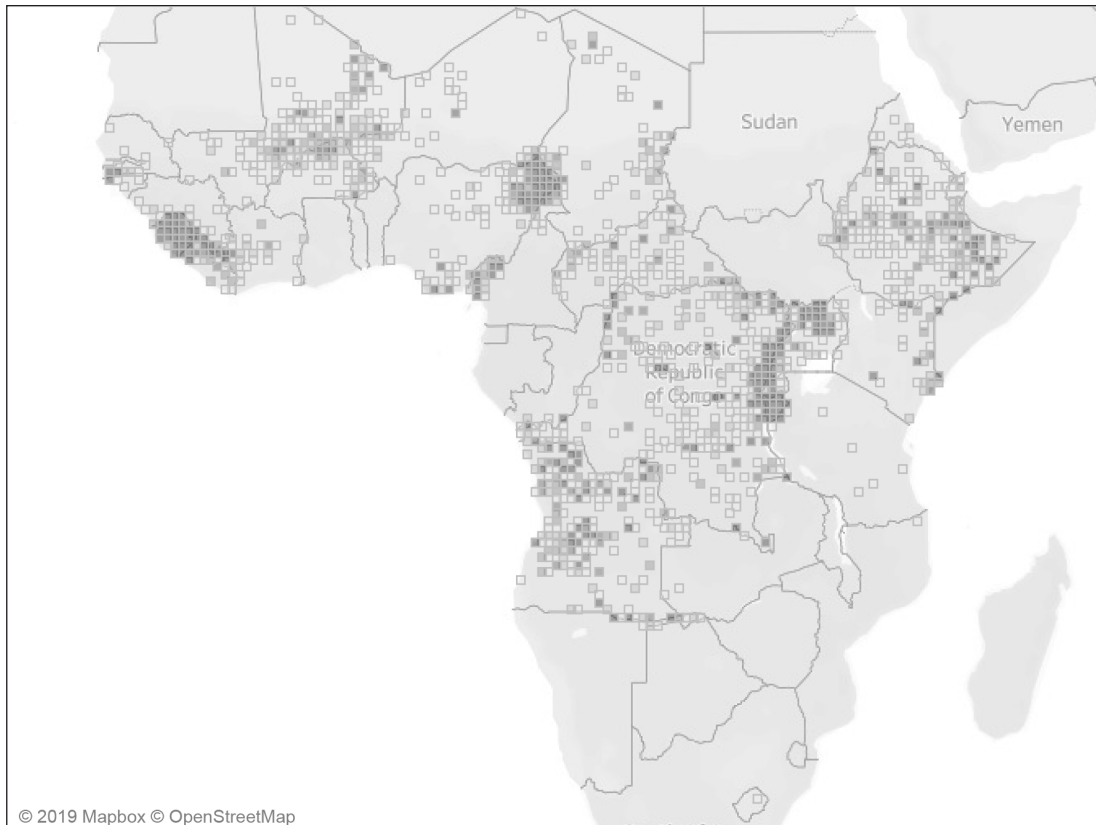 Sudan
Yemen
Democratic
Republic
of Congo
© 2019 Mapbox © OpenStreetMap